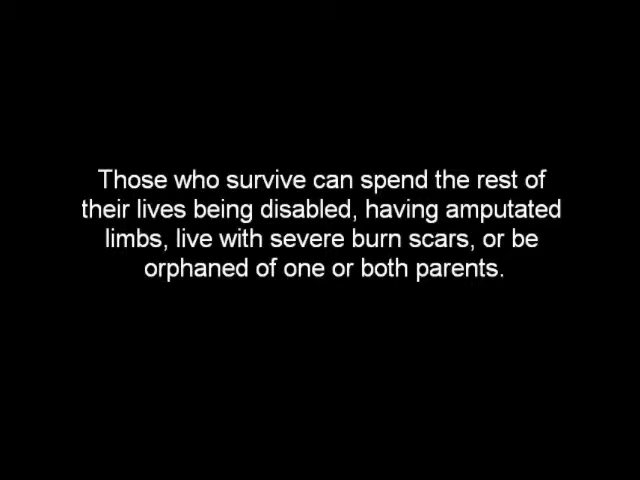 Those who survive can spend the rest of
their lives being disabled, having amputated
limbs, live with severe burn scars, or be
orphaned of one or both parents.